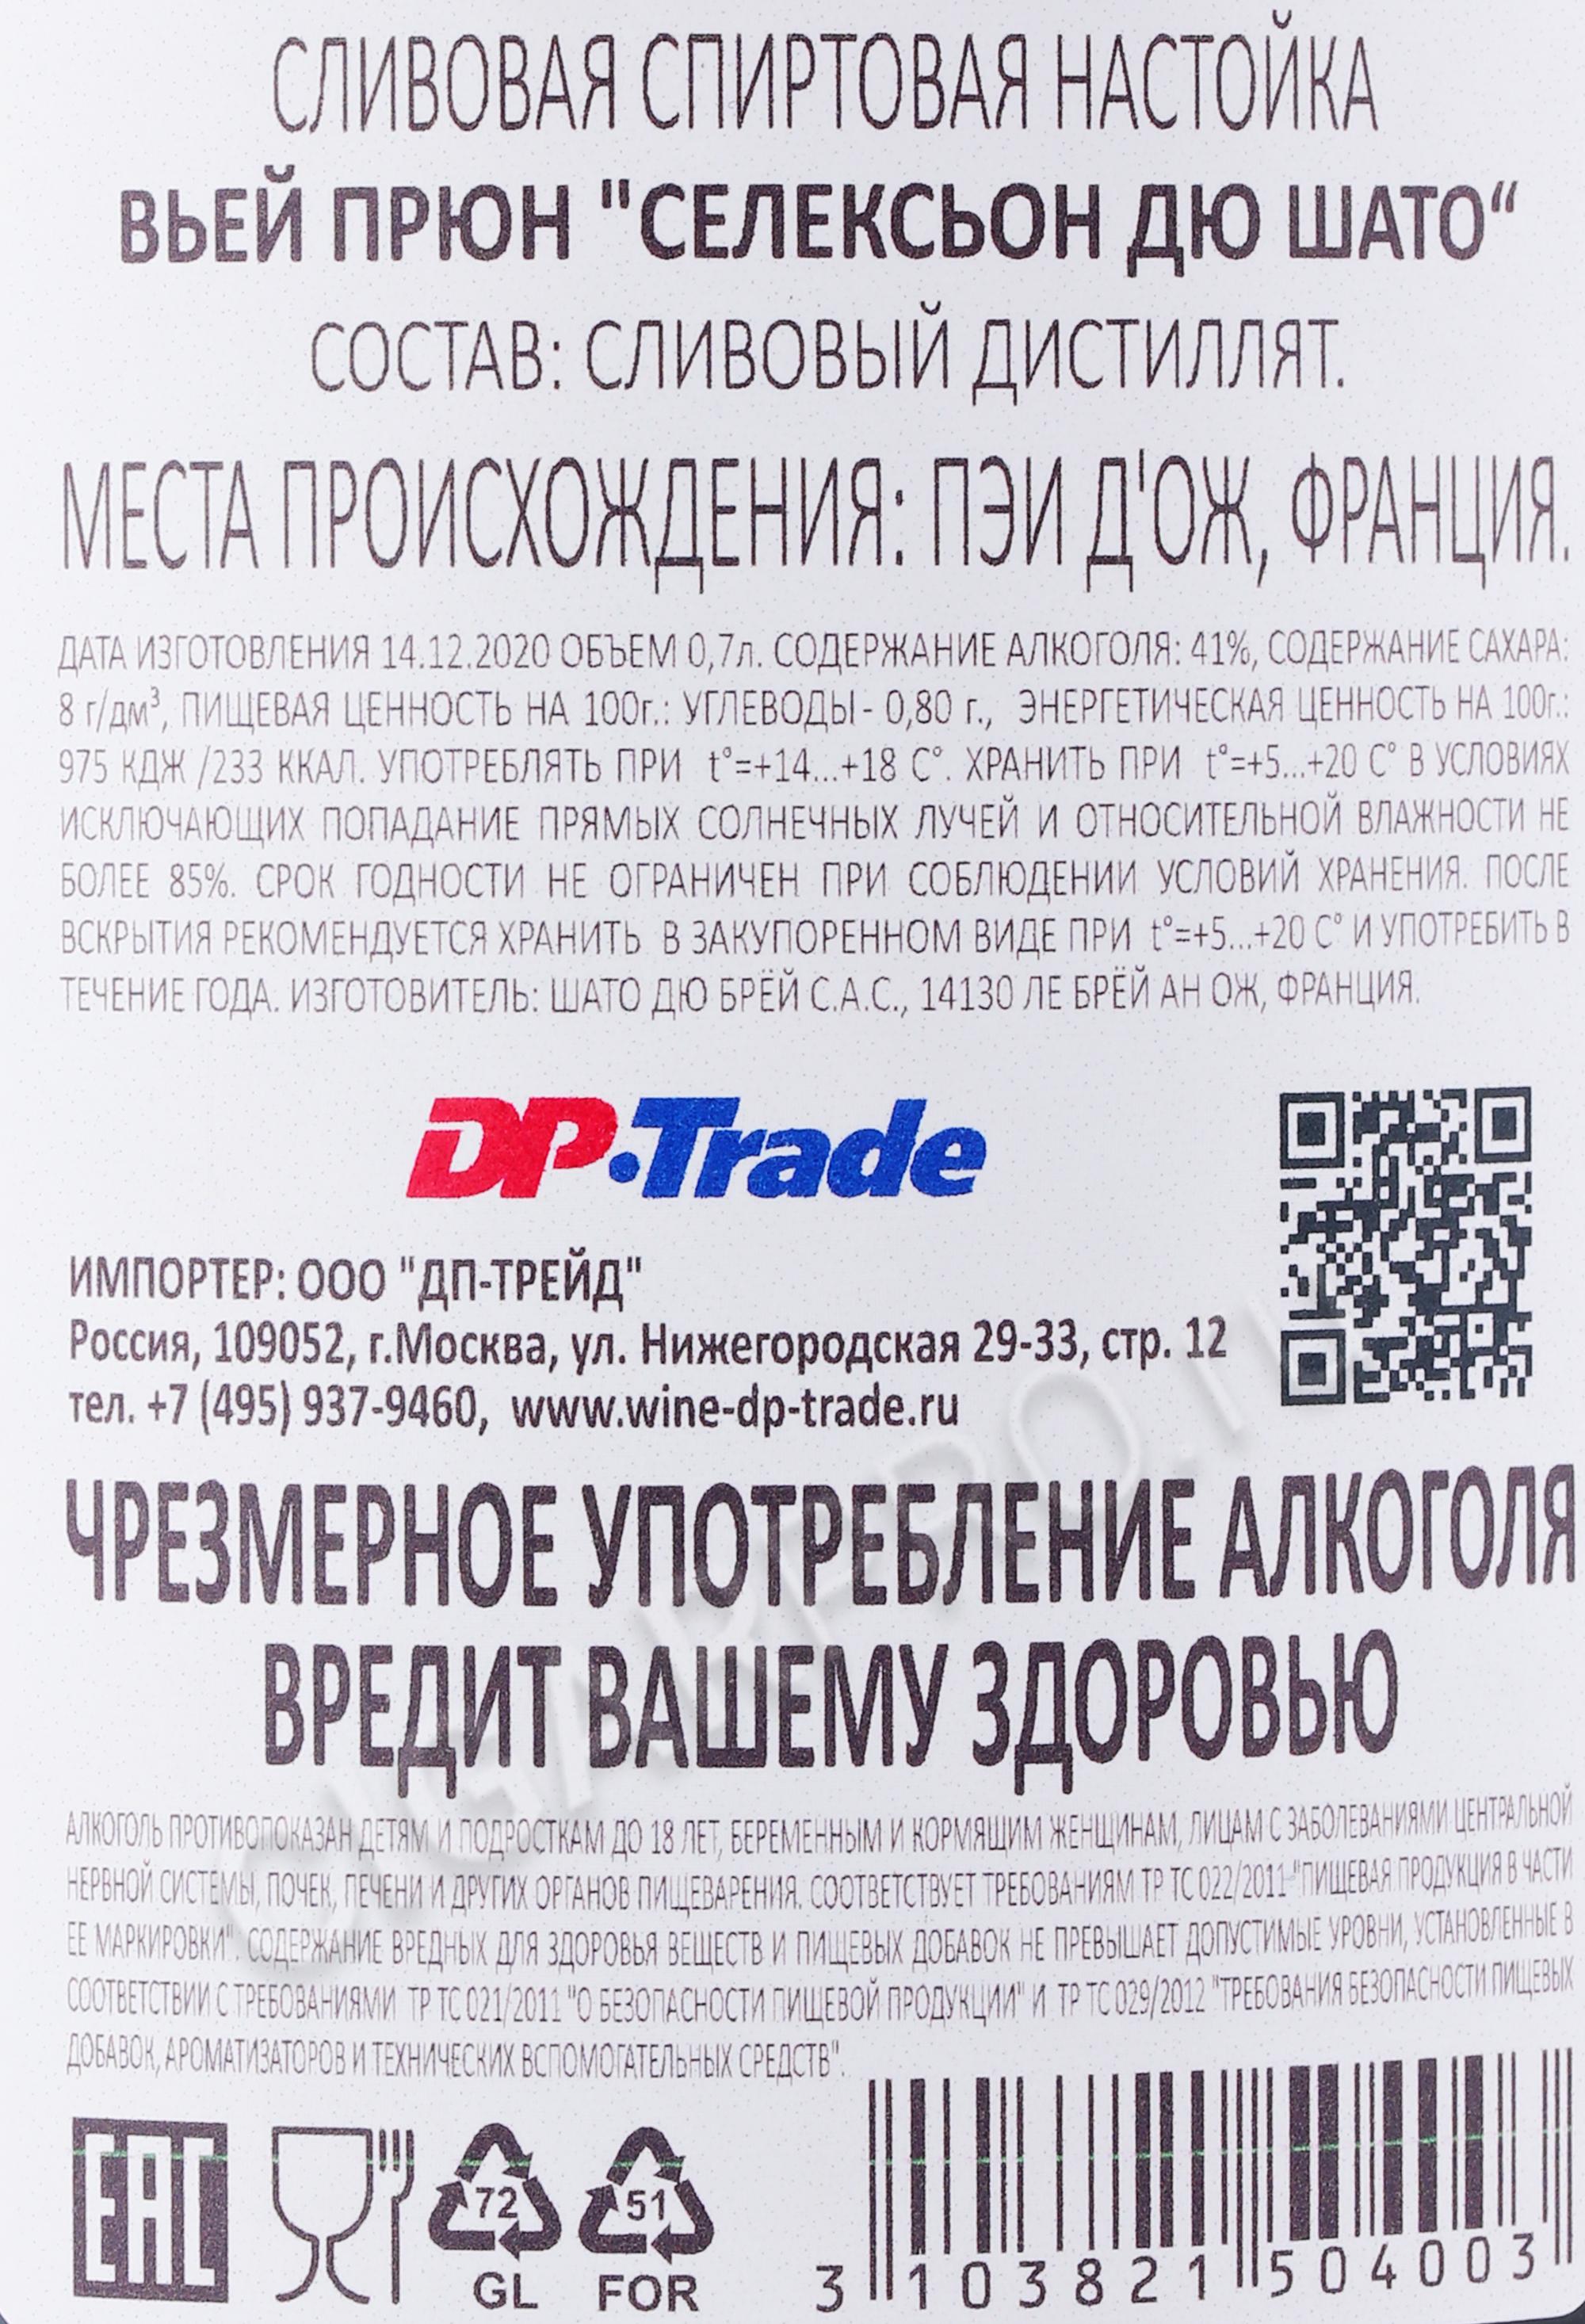 СЛИВОВАЯ СПИРТОВАЯ НАСТОЙКА
ВЬЕЙ ПРЮН "СЕЛЕКСЬОН ДЮ ШАТО“
СОСТАВ: СЛИВОВЫЙ ДИСТИЛЛЯТ.
МЕСТА ПРОИСХОЖДЕНИЯ: ПЭИ Д'ОЖ, ФРАНЦИЯ.
ДАТА ИЗГОТОВЛЕНИЯ 14.12.2020 ОБЪЕМ 0,7л. СОДЕРЖАНИЕ АЛКОГОЛЯ: 41%, СОДЕРЖАНИЕ САХАРА:
8 г/дм³, ПИЩЕВАЯ ЦЕННОСТЬ НА 100г.: УГЛЕВОДЫ- 0,80 г., ЭНЕРГЕТИЧЕСКАЯ ЦЕННОСТЬ НА 100г.:
975 КДЖ /233 ККАЛ. УПОТРЕБЛЯТЬ ПРИ t°=+14...+18 С°. ХРАНИТЬ ПРИ t°=+5...+20 С° В УСЛОВИЯХ
ИСКЛЮЧАЮЩИХ ПОПАДАНИЕ ПРЯМЫХ СОЛНЕЧНЫХ ЛУЧЕЙ И ОТНОСИТЕЛЬНОЙ ВЛАЖНОСТИ НЕ
БОЛЕЕ 85%. СРОК ГОДНОСТИ НЕ ОГРАНИЧЕН ПРИ СОБЛЮДЕНИИ УСЛОВИЙ ХРАНЕНИЯ. ПОСЛЕ
ВСКРЫТИЯ РЕКОМЕНДУЕТСЯ ХРАНИТЬ В ЗАКУПОРЕННОМ ВИДЕ ПРИ t°=+5...+20 С° И УПОТРЕБИТЬ В
ТЕЧЕНИЕ ГОДА. ИЗГОТОВИТЕЛЬ: ШАТО ДЮ БРЁЙ С.А.С., 14130 ЛЕ БРЁЙ АН ОЖ, ФРАНЦИЯ.
DP·Trade
ИМПОРТЕР: ООО "ДП-ТРЕЙД"
Россия, 109052, г.Москва, ул. Нижегородская 29-33, стр. 12
тел. +7 (495) 937-9460, www.wine-dp-trade.ru
ЧРЕЗМЕРНОЕ УПОТРЕБЛЕНИЕ АЛКОГОЛЯ
ВРЕДИТ ВАШЕМУ ЗДОРОВЬЮ
АЛКОГОЛЬ ПРОТИВОПОКАЗАН ДЕТЯМ И ПОДРОСТКАМ ДО 18 ЛЕТ, БЕРЕМЕННЫМ И КОРМЯЩИМ ЖЕНЩИНАМ, ЛИЦАМ С ЗАБОЛЕВАНИЯМИ ЦЕНТРАЛЬНОЙ
НЕРВНОЙ СИСТЕМЫ, ПОЧЕК, ПЕЧЕНИ И ДРУГИХ ОРГАНОВ ПИЩЕВАРЕНИЯ. СООТВЕТСТВУЕТ ТРЕБОВАНИЯМ ТР ТС 022/2011-"ПИЩЕВАЯ ПРОДУКЦИЯ В ЧАСТИ
ЕЕ МАРКИРОВКИ". СОДЕРЖАНИЕ ВРЕДНЫХ ДЛЯ ЗДОРОВЬЯ ВЕЩЕСТВ И ПИЩЕВЫХ ДОБАВОК НЕ ПРЕВЫШАЕТ ДОПУСТИМЫЕ УРОВНИ, УСТАНОВЛЕННЫЕ В
СООТВЕТСТВИИ С ТРЕБОВАНИЯМИ ТР ТС 021/2011 "О БЕЗОПАСНОСТИ ПИЩЕВОЙ ПРОДУКЦИИ" И ТР ТС 029/2012 "ТРЕБОВАНИЯ БЕЗОПАСНОСТИ ПИЩЕВЫХ
ДОБАВОК, АРОМАТИЗАТОРОВ И ТЕХНИЧЕСКИХ ВСПОМОГАТЕЛЬНЫХ СРЕДСТВ".
EAC
72
GL
51
FOR
3 103821 504003